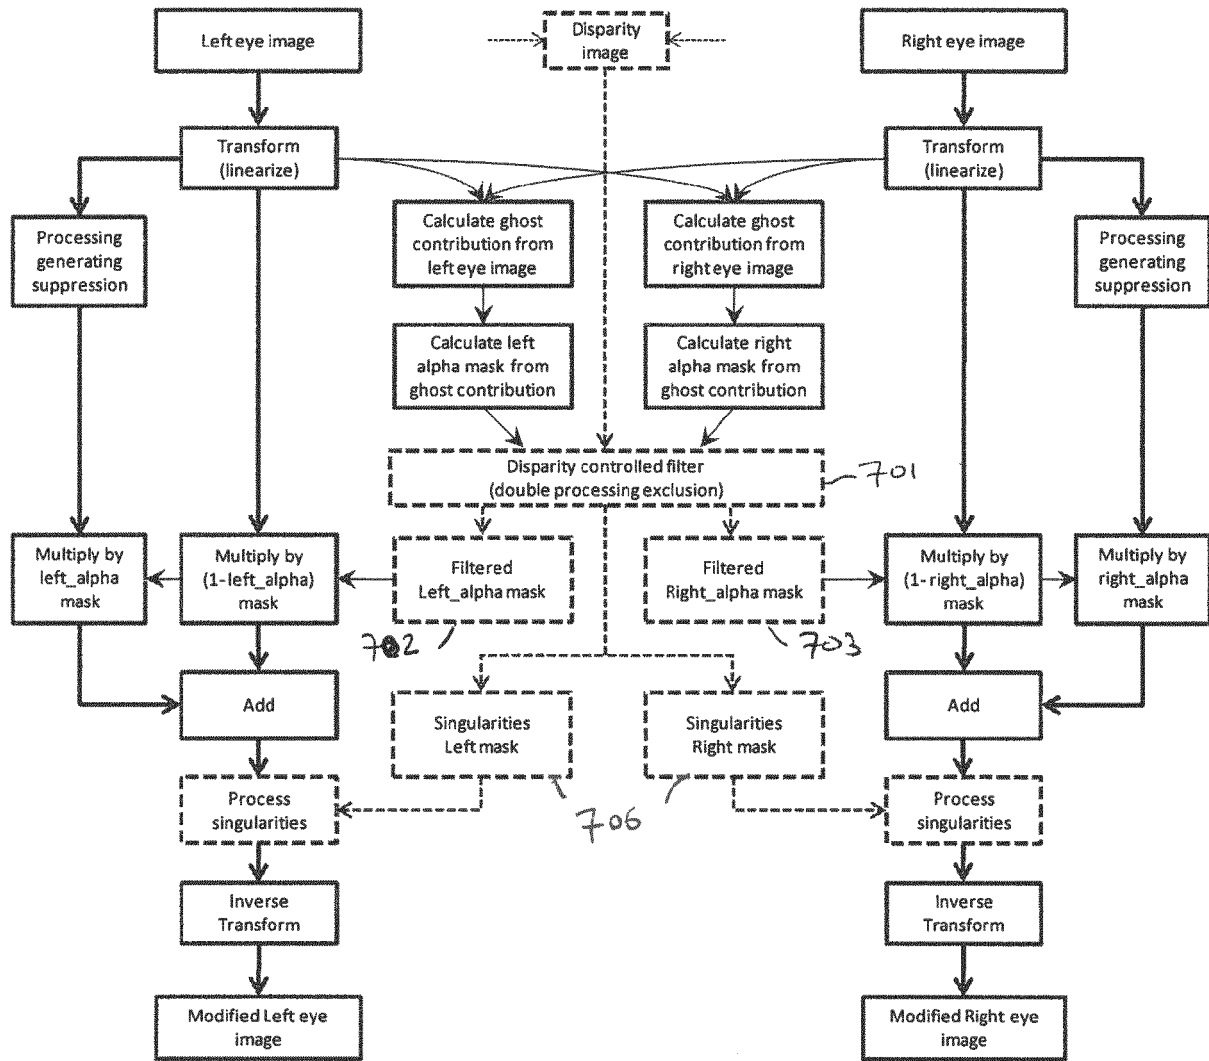 Left eye image
Disparity
image
Right eye image
Transform
(linearize)
Transform
(linearize)
Processing
generating
suppression
Calculate ghost
contribution from
left eye image
Calculate ghost
contribution from
right eye image
Processing
generating
suppression
Calculate left
alpha mask from
ghost contribution
Calculate right
alpha mask from
ghost contribution
Disparity controlled filter
(double processing exclusion)
701
Multiply by
left_alpha
mask
Multiply by
(1-left_alpha)
mask
Filtered
Left_alpha mask
Filtered
Right_alpha mask
Multiply by
(1-right_alpha)
mask
Multiply by
right_alpha
mask
702
703
Add
Singularities
Left mask
Singularities
Right mask
Add
Process
singularities
706
Process
singularities
Inverse
Transform
Inverse
Transform
Modified Left eye
image
Modified Right eye
image